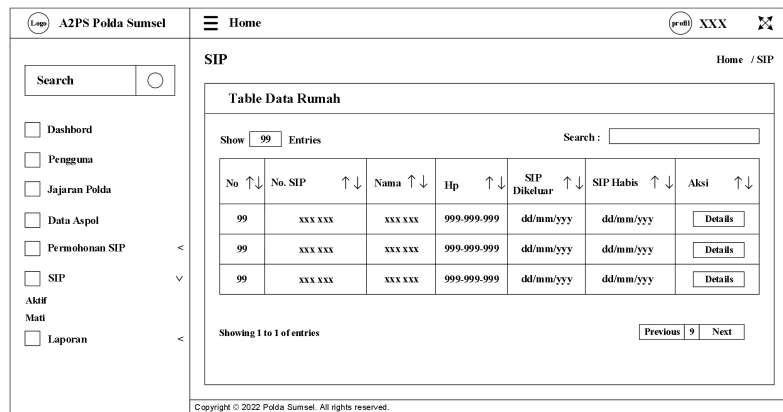 Logo A2PS Polda Sumsel
Home
profil XXX
Search
Dashbord
Pengguna
Jajaran Polda
Data Aspol
Permohonan SIP <
SIP v
Aktif
Mati
Laporan <
SIP
Home / SIP
Table Data Rumah
Show 99 Entries
Search :
No ↑↓ No. SIP ↑↓ Nama ↑↓ Hp ↑↓ SIP Dikeluar ↑↓ SIP Habis ↑↓ Aksi ↑↓
99 xxx xxx xxx xxx 999-999-999 dd/mm/yyy dd/mm/yyy Details
99 xxx xxx xxx xxx 999-999-999 dd/mm/yyy dd/mm/yyy Details
99 xxx xxx xxx xxx 999-999-999 dd/mm/yyy dd/mm/yyy Details
Showing 1 to 1 of entries
Previous 9 Next
Copyright © 2022 Polda Sumsel. All rights reserved.